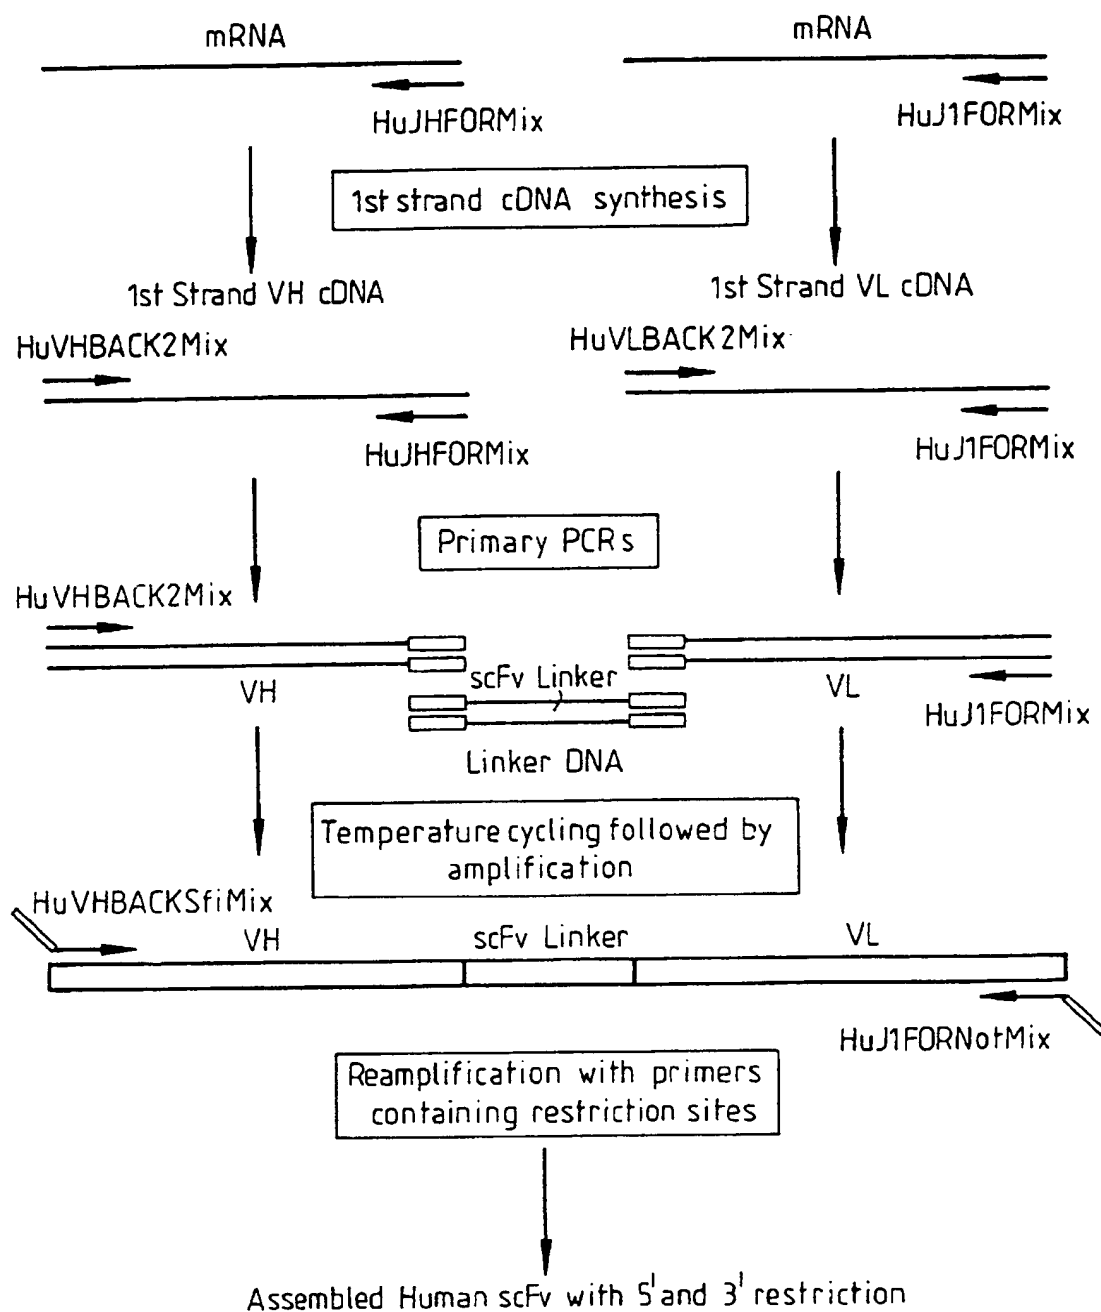 mRNA
mRNA
HuJHFORMix
HuJ1FORMix
1st strand cDNA synthesis
1st Strand VH cDNA
1st Strand VL cDNA
HuVHBACK2Mix
HuVLBACK2Mix
HuJHFORMix
HuJ1FORMix
Primary PCRs
HuVHBACK2Mix
VH
scFv Linker
VL
HuJ1FORMix
Linker DNA
Temperature cycling followed by
amplification
HuVHBACKSfiMix
VH
scFv Linker
VL
HuJ1FORNotMix
Reamplification with primers
containing restriction sites
Assembled Human scFv with 5' and 3' restriction